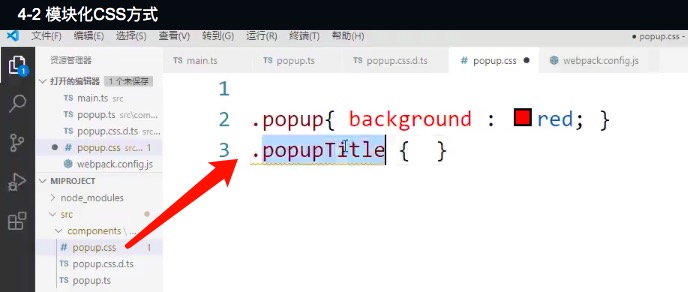 4-2 模块化CSS方式
文件(F) 编辑(E) 选择(S) 查看(V) 转到(G) 运行(R) 终端(T) 帮助(H) ● popup.css -
资源管理器
TS main.ts
TS popup.ts
TS popup.css.d.ts
# popup.css ●
webpack.config.js
打开的编辑器 1 个未保存
TS main.ts src
TS popup.ts src\com...
TS popup.css.d.ts src...
● # popup.css src... 1
webpack.config.js
MIPROJECT
node_modules
src
components \ ...
# popup.css 1
TS popup.css.d.ts
TS popup.ts
1
2 .popup{ background : red; }
3 .popupTitle { }
1